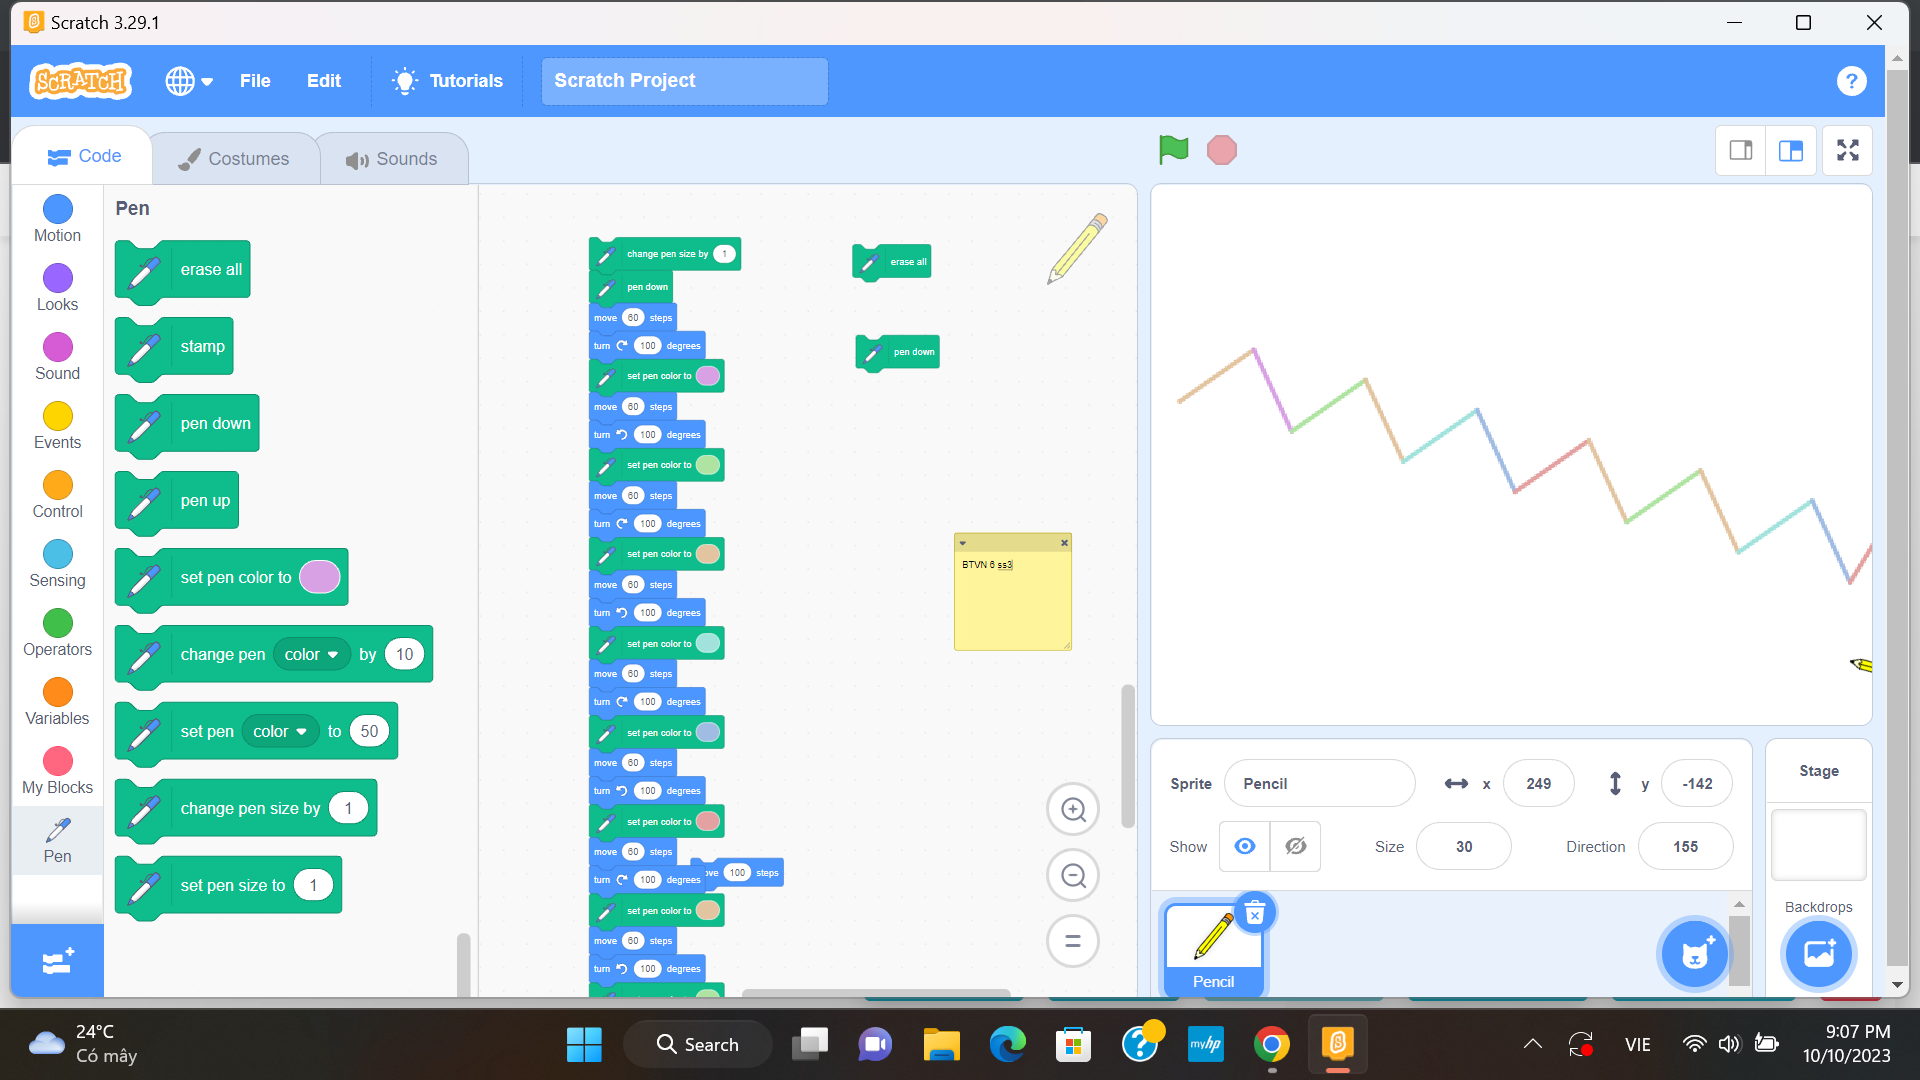 Scratch 3.29.1
SCRATCH
File
Edit
Tutorials
Scratch Project
?
Code
Costumes
Sounds
Motion
Looks
Sound
Events
Control
Sensing
Operators
Variables
My Blocks
Pen
Pen
erase all
stamp
pen down
pen up
set pen color to
change pen color by 10
set pen color to 50
change pen size by 1
set pen size to 1
change pen size by 1
pen down
move 60 steps
turn 100 degrees
set pen color to
move 60 steps
turn 100 degrees
set pen color to
move 60 steps
turn 100 degrees
set pen color to
move 60 steps
turn 100 degrees
set pen color to
move 60 steps
turn 100 degrees
set pen color to
move 60 steps
turn 100 degrees
set pen color to
move 60 steps
turn 100 degrees
set pen color to
move 60 steps
turn 100 degrees
100 steps
erase all
pen down
BTVN 6 ss3
Sprite
Pencil
x
249
y
-142
Show
Size
30
Direction
155
Pencil
Stage
Backdrops
24°C
Có mây
Search
myhp
VIE
9:07 PM
10/10/2023